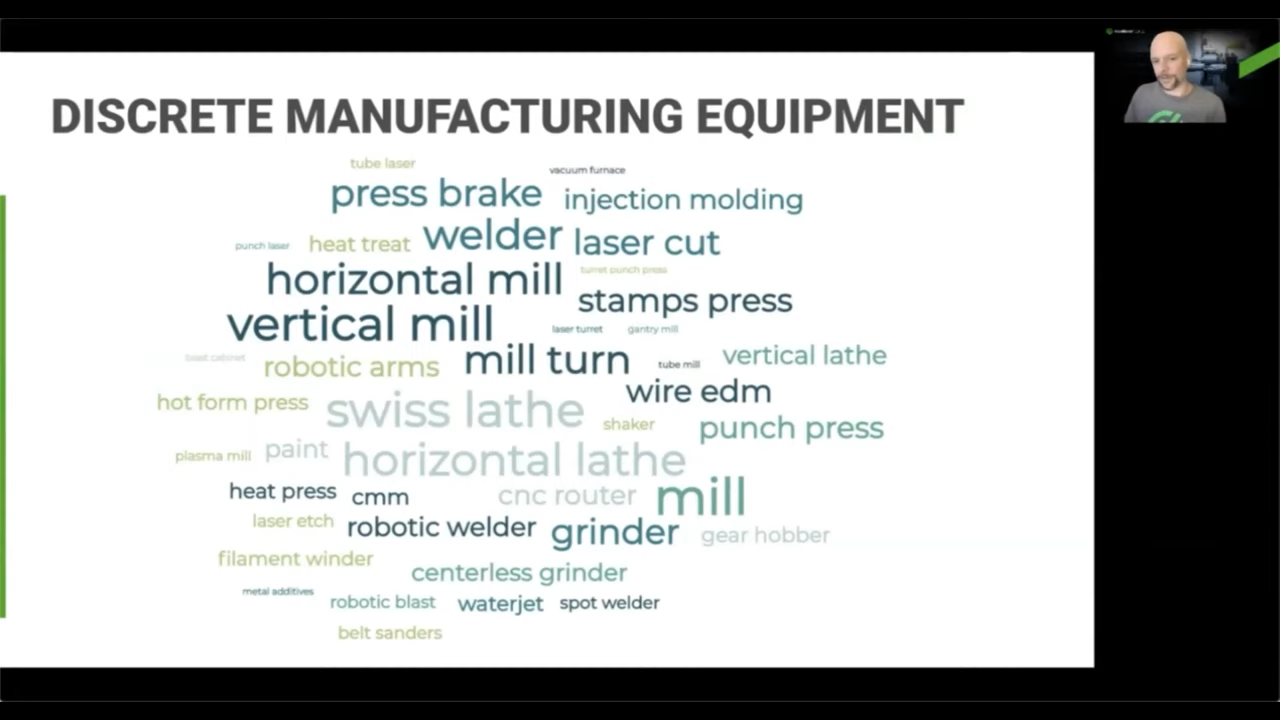 DISCRETE MANUFACTURING EQUIPMENT
tube laser
vacuum furnace
press brake
injection molding
punch laser
heat treat
welder
laser cut
horizontal mill
turret punch press
stamps press
vertical mill
laser turret
gantry mill
robotic arms
mill turn
tube mill
vertical lathe
wire edm
hot form press
swiss lathe
shaker
punch press
plasma mill
paint
horizontal lathe
heat press
cmm
cnc router
mill
laser etch
robotic welder
grinder
gear hobber
filament winder
centerless grinder
metal additives
robotic blast
waterjet
spot welder
belt sanders